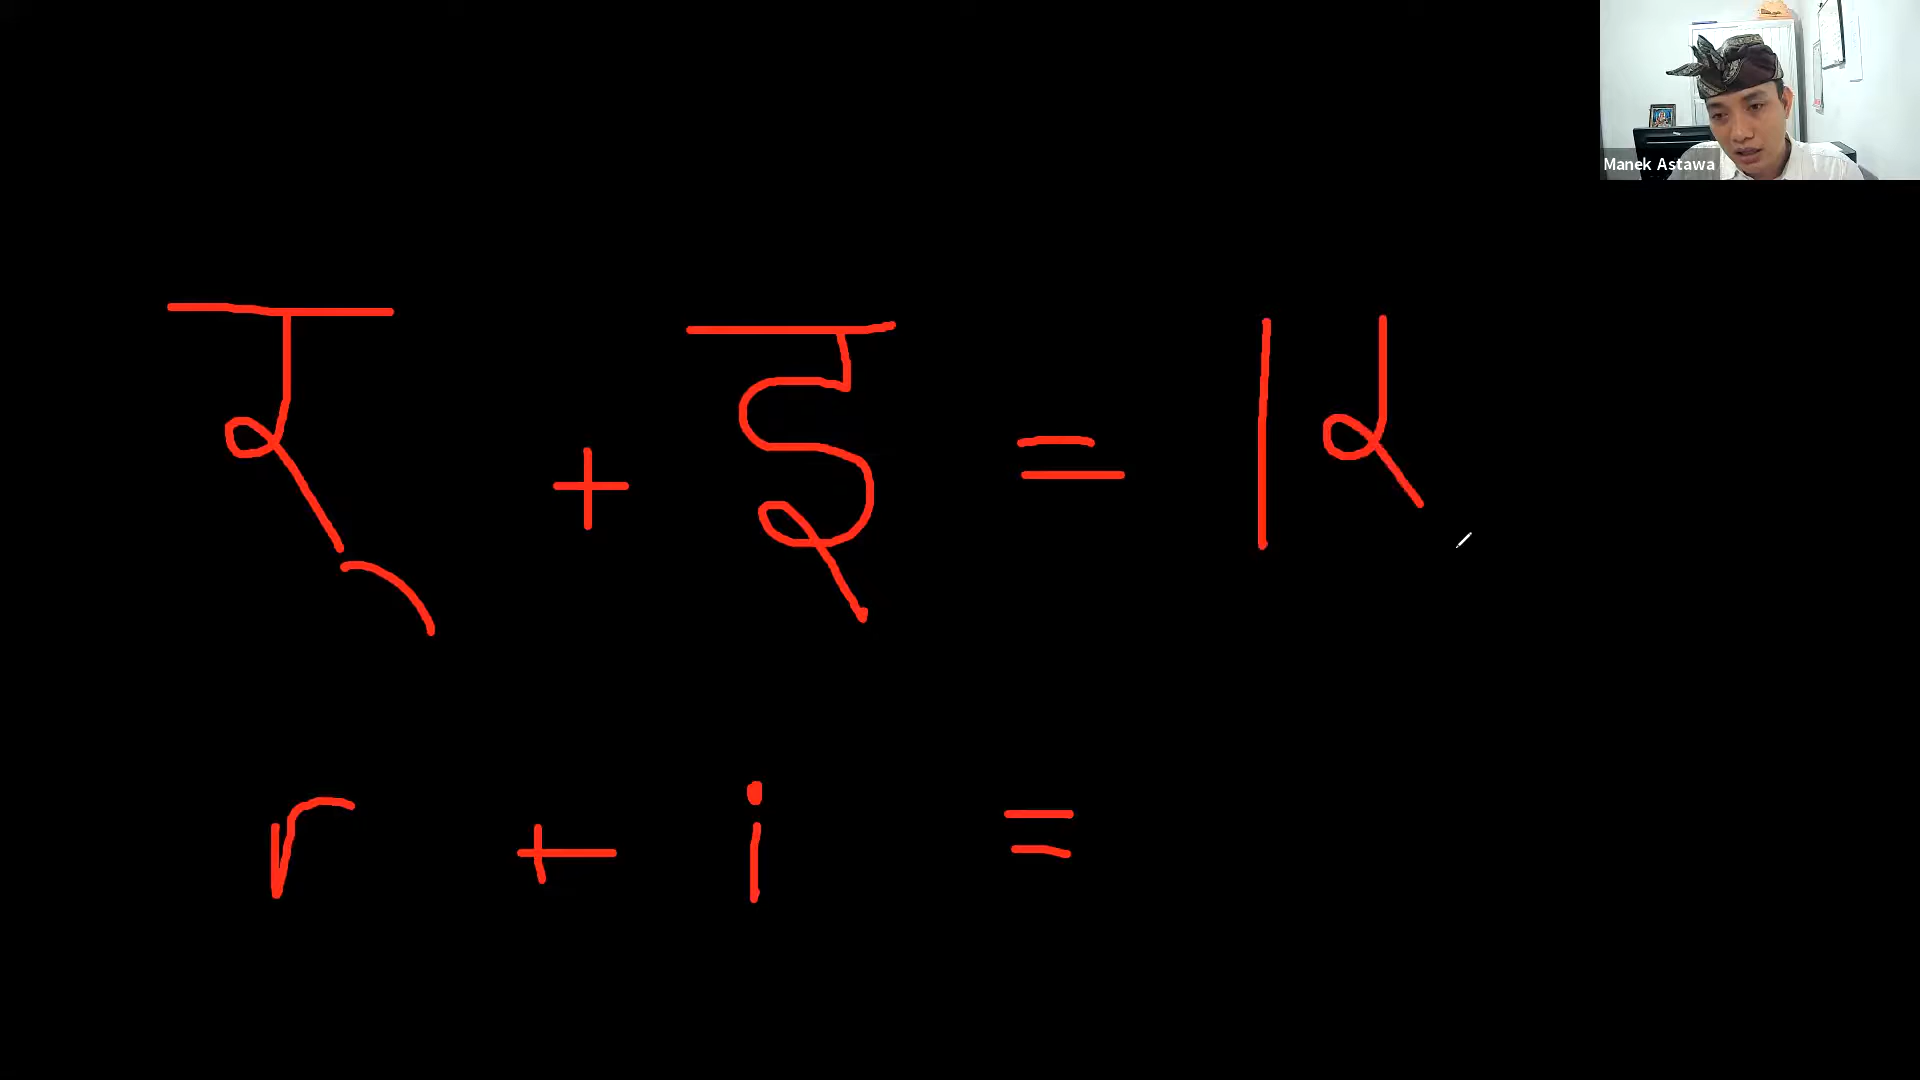 Manek Astawa
र् + इ = ।र
r + i =